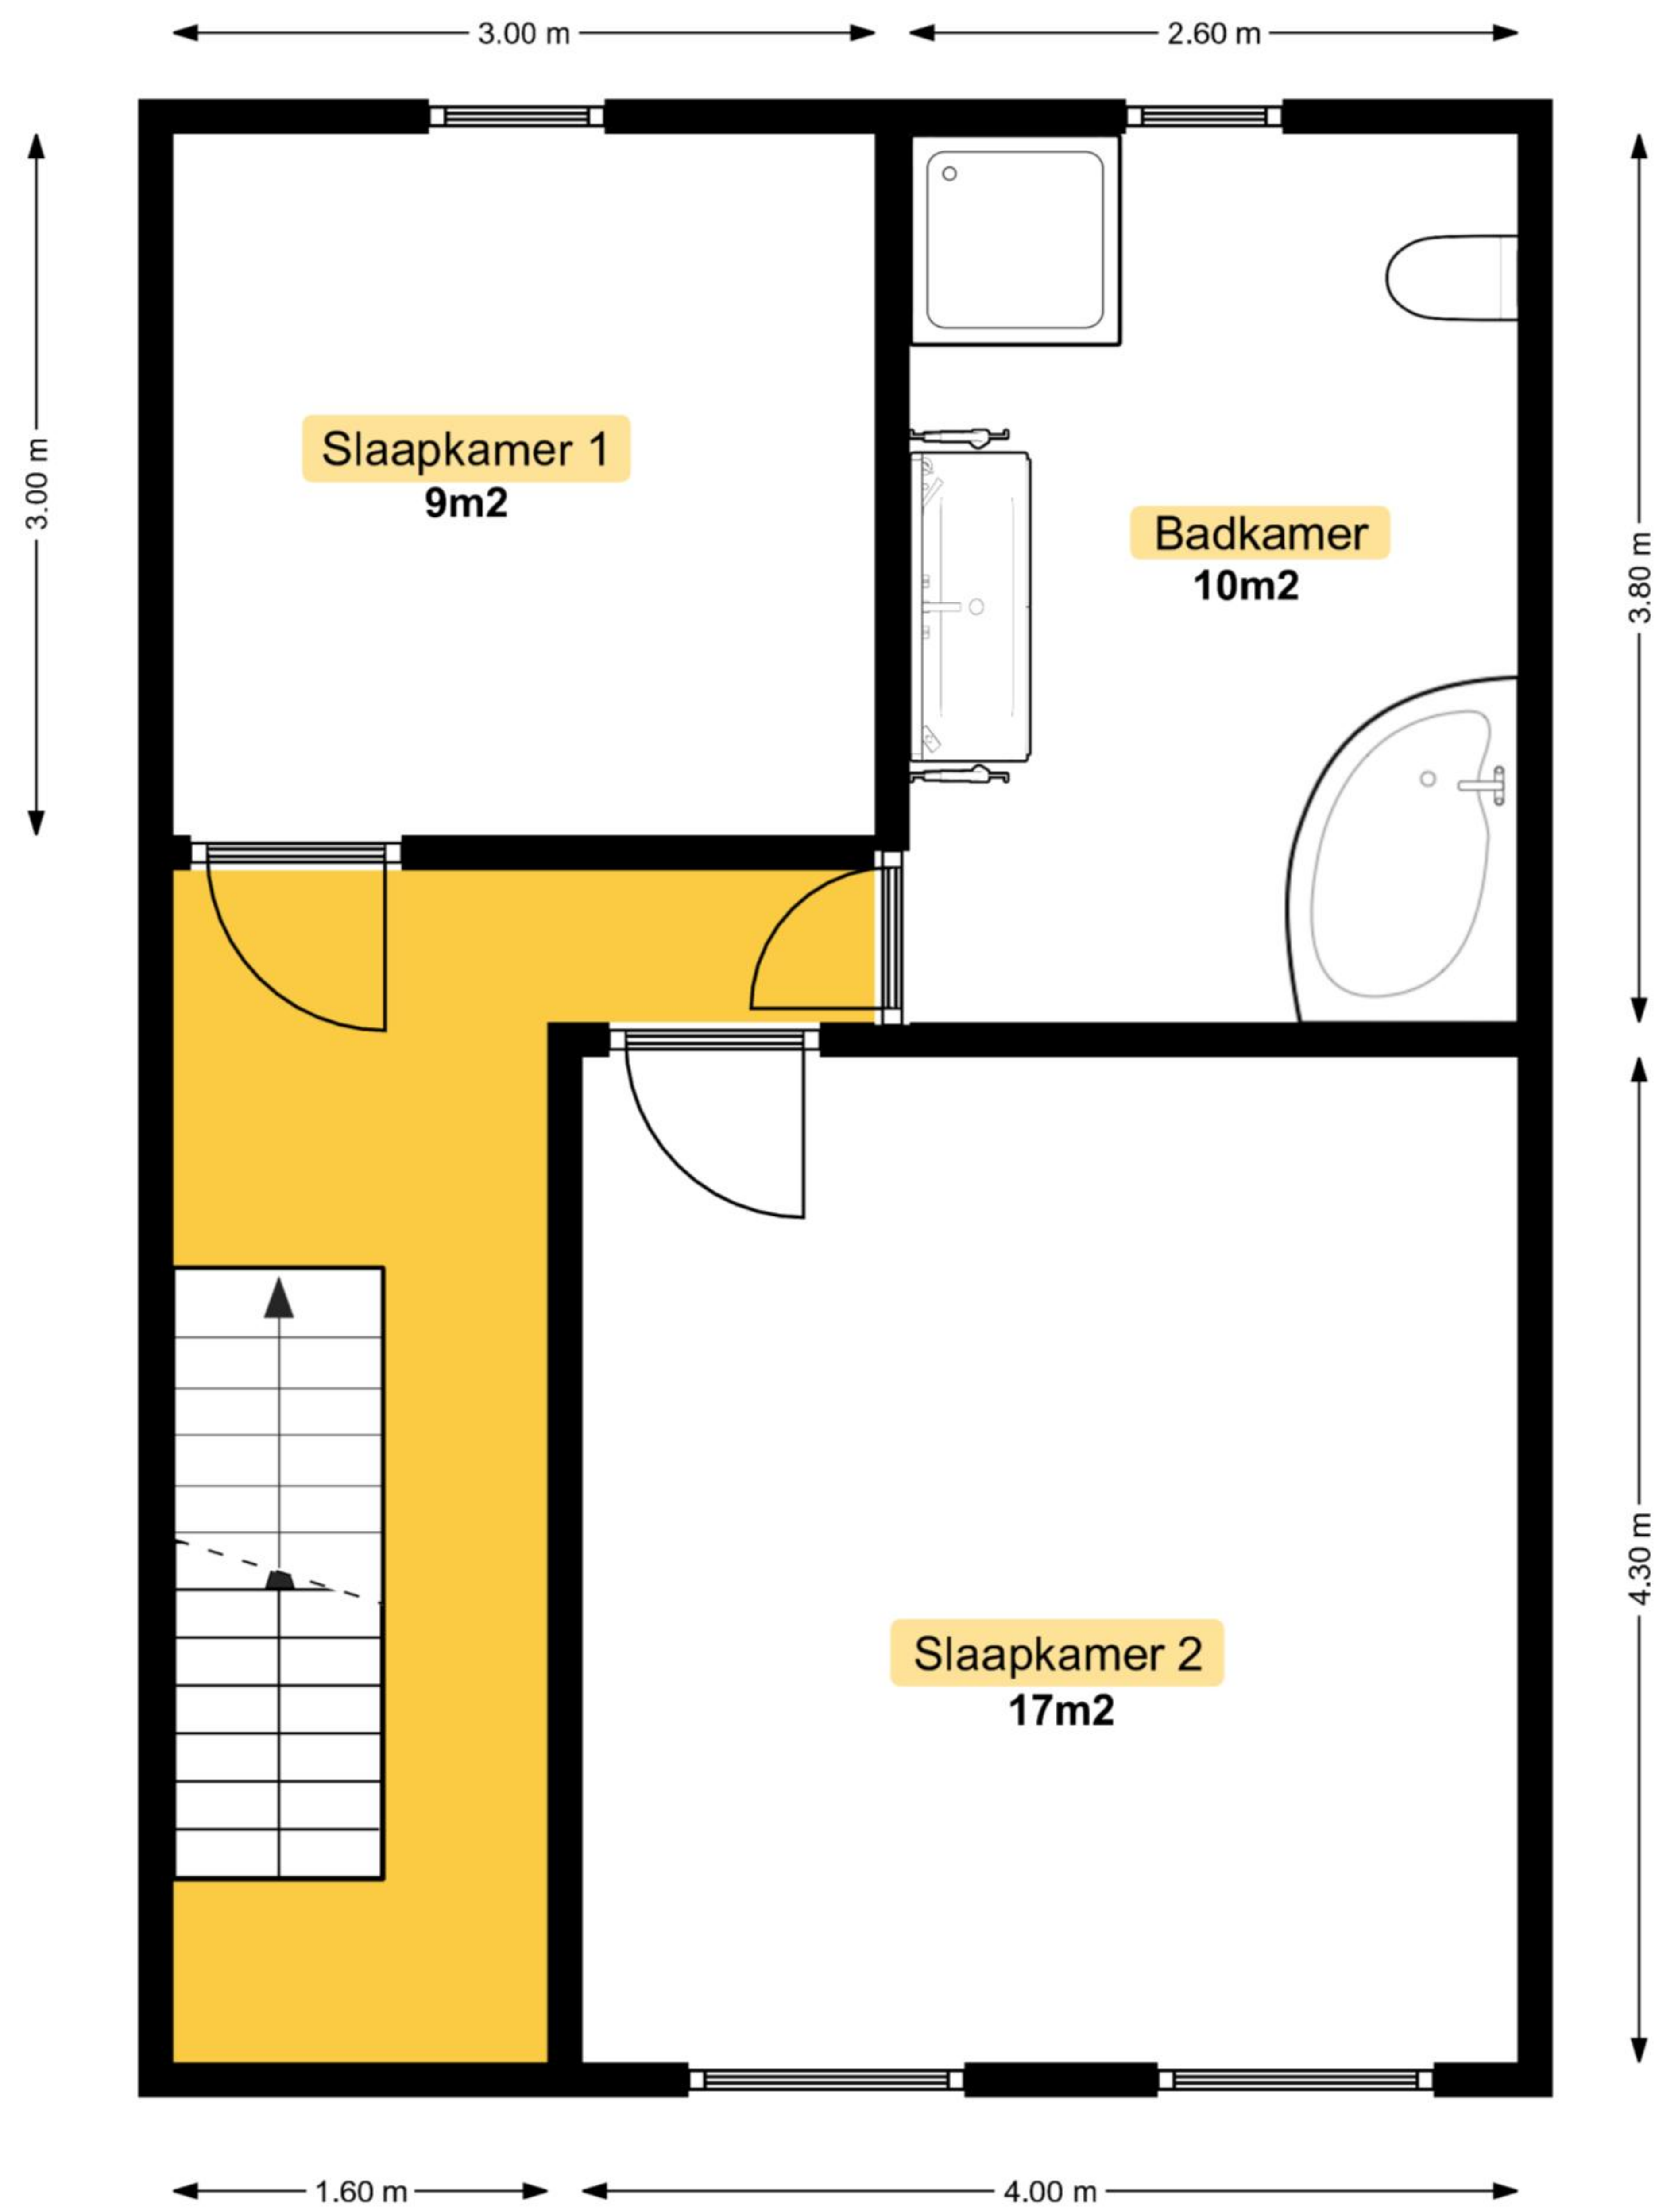 3.00 m
2.60 m
3.00 m
Slaapkamer 1
9m2
Badkamer
10m2
3.80 m
4.30 m
Slaapkamer 2
17m2
1.60 m
4.00 m